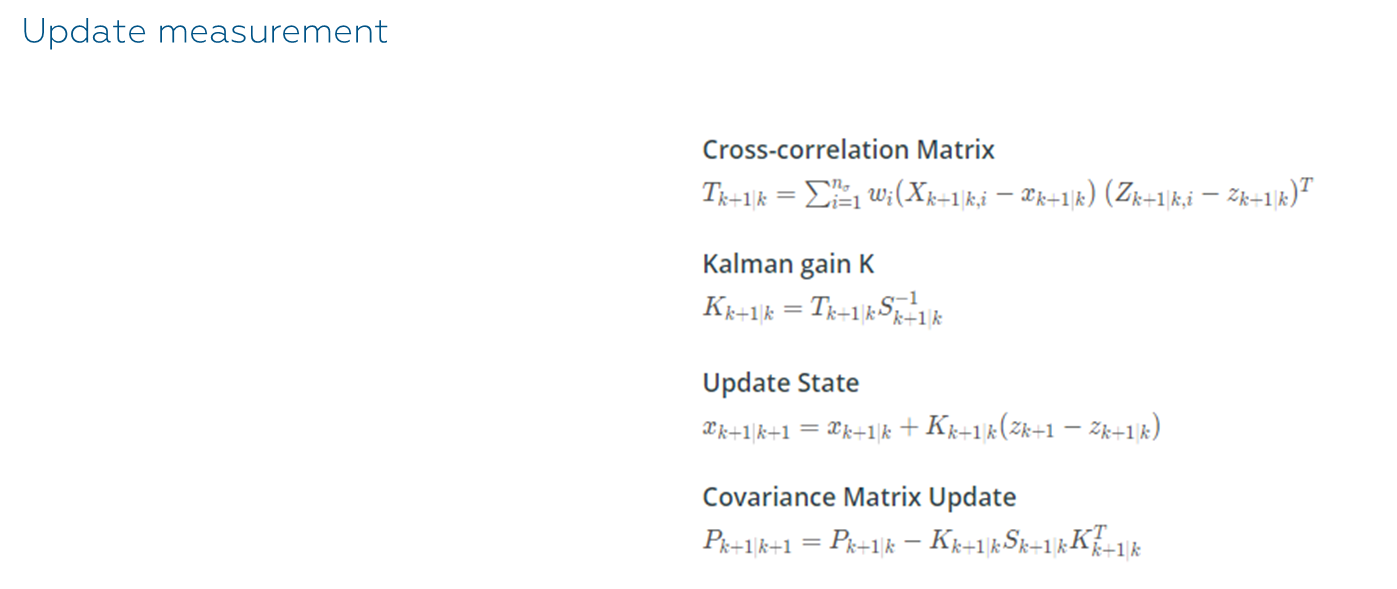 Update measurement
Cross-correlation Matrix
$T_{k+1|k} = \sum_{i=1}^{n_\sigma} w_i (X_{k+1|k,i} - x_{k+1|k}) (Z_{k+1|k,i} - z_{k+1|k})^T$
Kalman gain K
$K_{k+1|k} = T_{k+1|k} S_{k+1|k}^{-1}$
Update State
$x_{k+1|k+1} = x_{k+1|k} + K_{k+1|k} (z_{k+1} - z_{k+1|k})$
Covariance Matrix Update
$P_{k+1|k+1} = P_{k+1|k} - K_{k+1|k} S_{k+1|k} K_{k+1|k}^T$